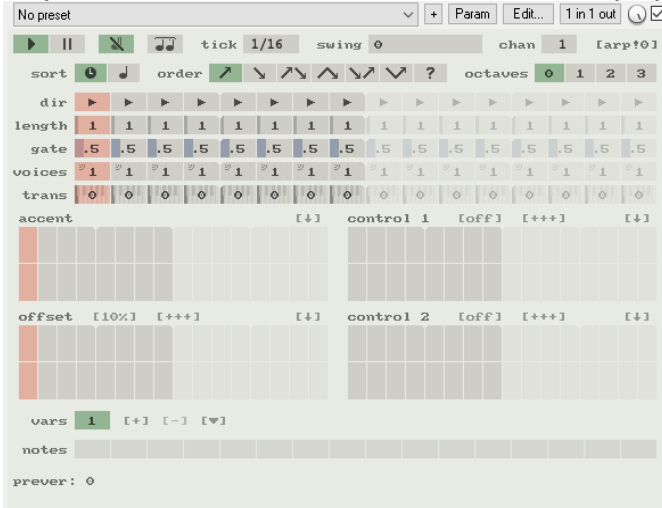 No preset + Param Edit... 1 in 1 out
tick 1/16 swing 0 chan 1 [arp!0]
sort order ? octaves 0 1 2 3
dir
length 1 1 1 1 1 1 1 1 1 1 1 1 1 1 1 1
gate .5 .5 .5 .5 .5 .5 .5 .5 .5 .5 .5 .5 .5 .5 .5 .5
voices 1 1 1 1 1 1 1 1 1 1 1 1 1 1 1 1
trans 0 0 0 0 0 0 0 0 0 0 0 0 0 0 0 0
accent [↓] control 1 [off] [+++] [↓]
offset [10%] [+++] [↓] control 2 [off] [+++] [↓]
vars 1 [+] [-] [▼]
notes
prever: 0